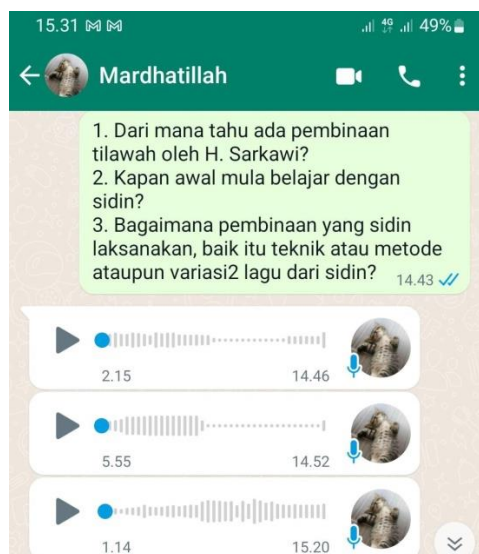 15.31
4G 49%
Mardhatillah
1. Dari mana tahu ada pembinaan
tilawah oleh H. Sarkawi?
2. Kapan awal mula belajar dengan
sidin?
3. Bagaimana pembinaan yang sidin
laksanakan, baik itu teknik atau metode
ataupun variasi2 lagu dari sidin?
14.43
2.15 14.46
5.55 14.52
1.14 15.20